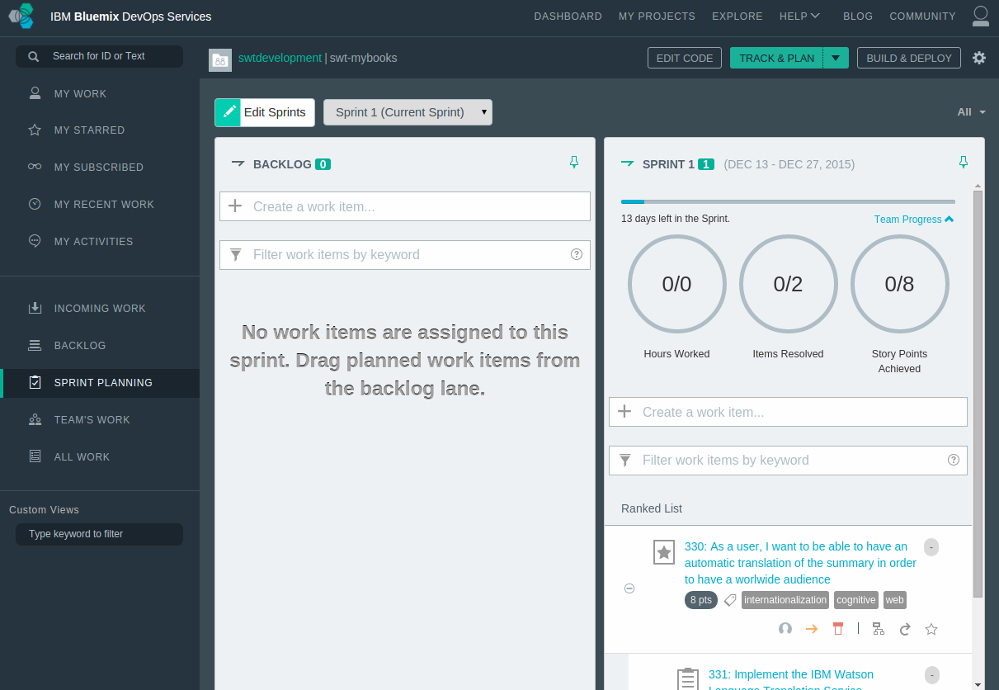 IBM Bluemix DevOps Services
DASHBOARD MY PROJECTS EXPLORE HELP BLOG COMMUNITY
Search for ID or Text
swtdevelopment | swt-mybooks
EDIT CODE TRACK & PLAN BUILD & DEPLOY
MY WORK
MY STARRED
MY SUBSCRIBED
MY RECENT WORK
MY ACTIVITIES
INCOMING WORK
BACKLOG
SPRINT PLANNING
TEAM'S WORK
ALL WORK
Custom Views
Type keyword to filter
Edit Sprints Sprint 1 (Current Sprint) All
BACKLOG 0
Create a work item...
Filter work items by keyword ?
No work items are assigned to this
sprint. Drag planned work items from
the backlog lane.
SPRINT 1 1 (DEC 13 - DEC 27, 2015)
13 days left in the Sprint. Team Progress
0/0 0/2 0/8
Hours Worked Items Resolved Story Points
Achieved
Create a work item...
Filter work items by keyword ?
Ranked List
330: As a user, I want to be able to have an -
automatic translation of the summary in order
to have a worlwide audience
8 pts internationalization cognitive web
331: Implement the IBM Watson -
Language Translation Service